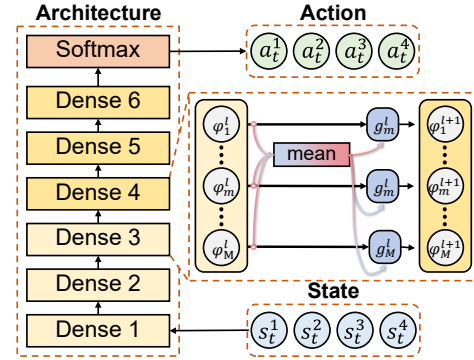 Architecture
Action
Softmax
a_t^1 a_t^2 a_t^3 a_t^4
Dense 6
Dense 5
Dense 4
Dense 3
Dense 2
Dense 1
φ_1^l
g_m^l
φ_1^{l+1}
mean
φ_m^l
g_m^l
φ_m^{l+1}
φ_M^l
g_M^l
φ_M^{l+1}
State
s_t^1 s_t^2 s_t^3 s_t^4